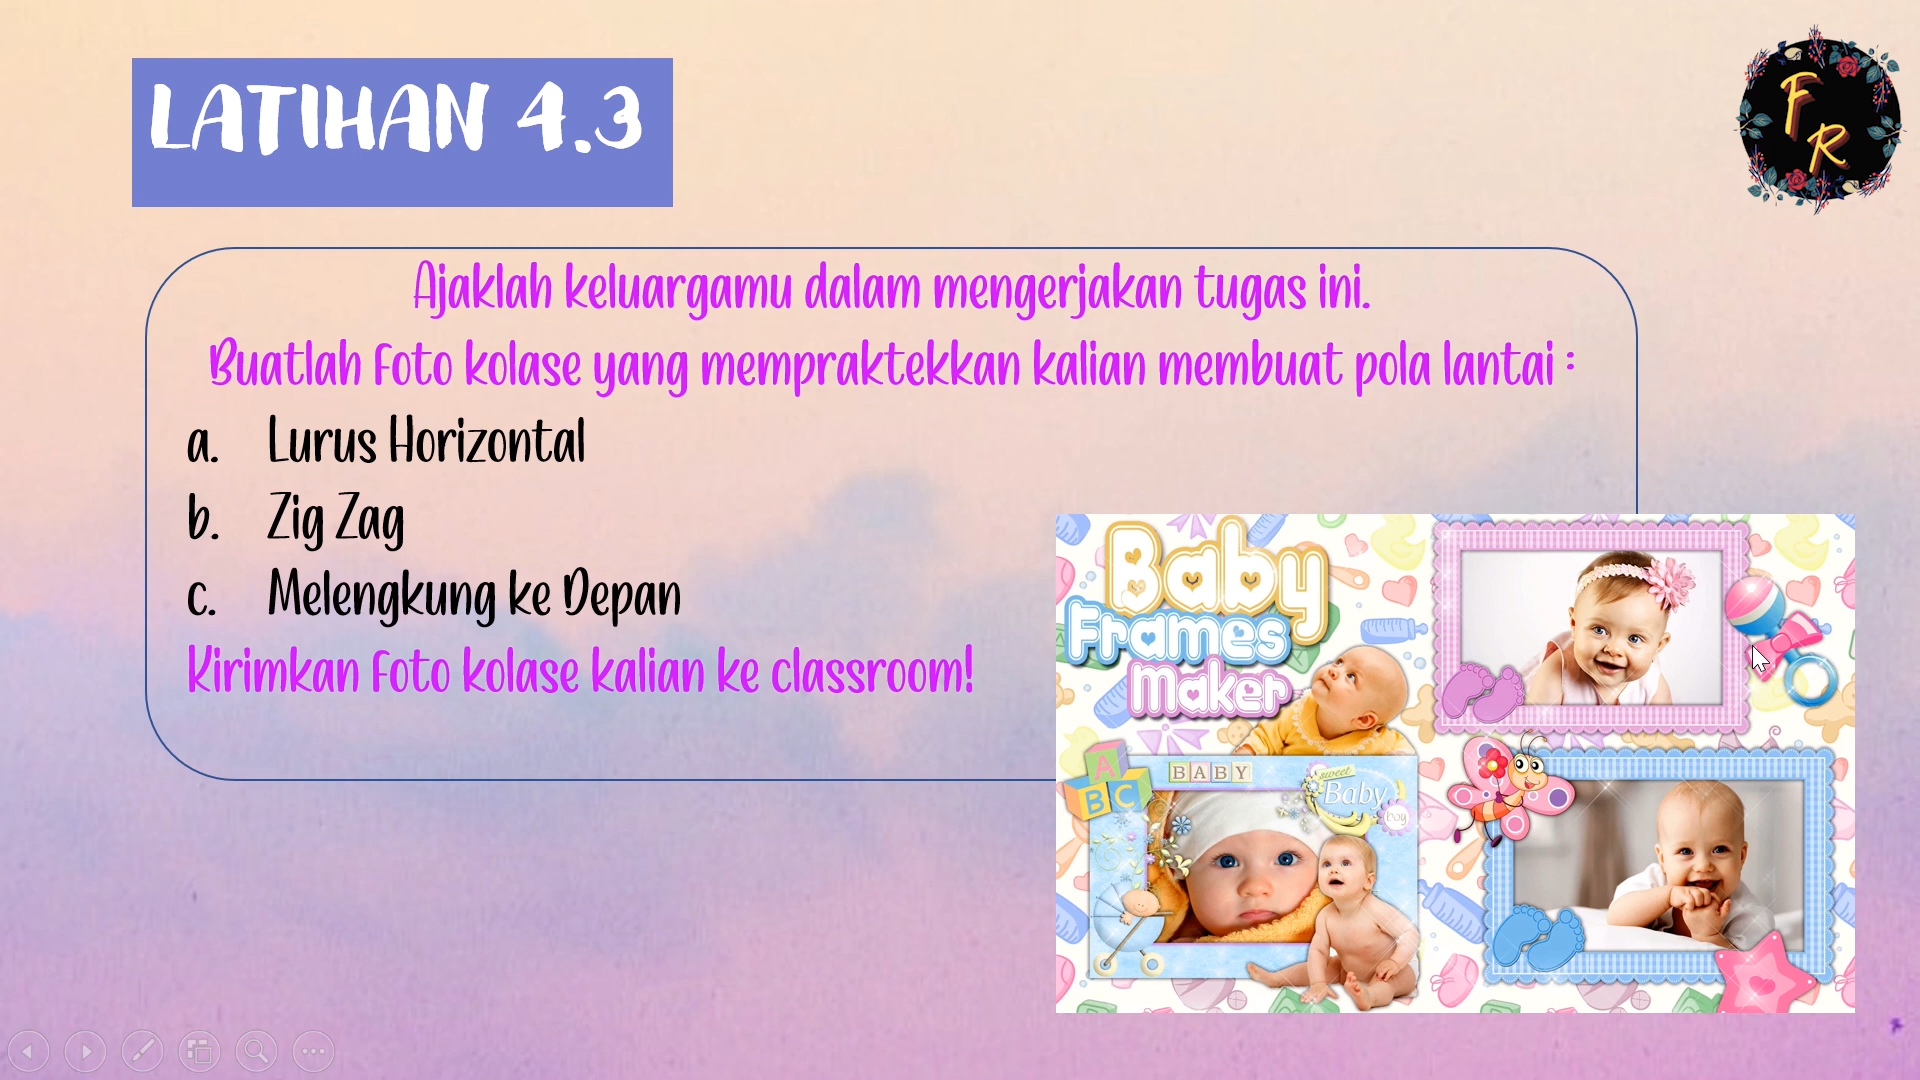 LATIHAN 4.3
F
R
Ajaklah keluargamu dalam mengerjakan tugas ini.
Buatlah foto kolase yang mempraktekkan kalian membuat pola lantai :
a. Lurus Horizontal
b. Zig Zag
c. Melengkung ke Depan
Kirimkan foto kolase kalian ke classroom!
Baby
Frames
Maker
A
B C
BABY
sweet
Baby
boy